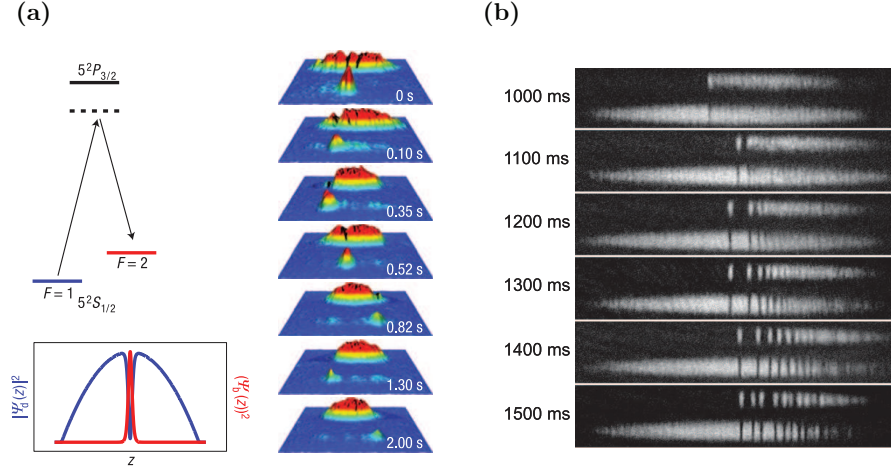 (a)
5²P3/2
F = 2
F = 1
5²S1/2
|Ψd(z)|²
(Ψb(z))²
z
0 s
0.10 s
0.35 s
0.52 s
0.82 s
1.30 s
2.00 s
(b)
1000 ms
1100 ms
1200 ms
1300 ms
1400 ms
1500 ms